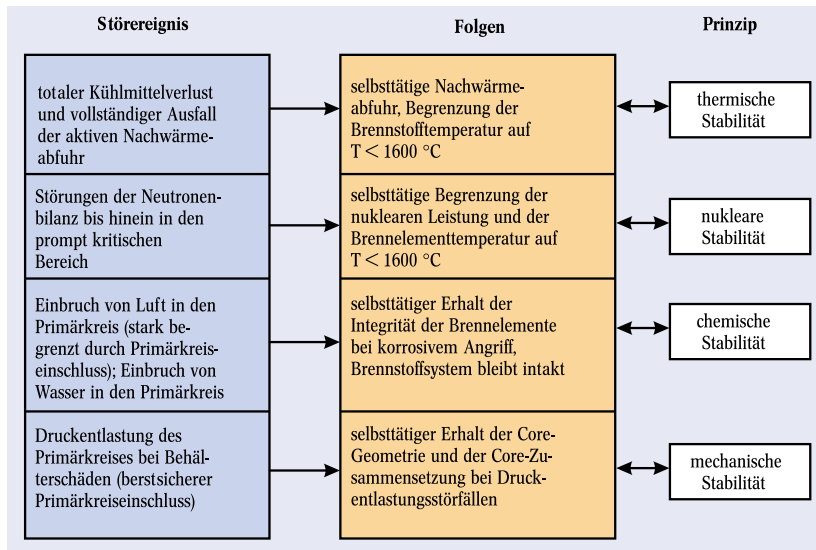 Störereignis
Folgen
Prinzip
totaler Kühlmittelverlust
und vollständiger Ausfall
der aktiven Nachwärme-
abfuhr
selbsttätige Nachwärme-
abfuhr, Begrenzung der
Brennstofftemperatur auf
T < 1600 °C
thermische
Stabilität
Störungen der Neutronen-
bilanz bis hinein in den
prompt kritischen
Bereich
selbsttätige Begrenzung der
nuklearen Leistung und der
Brennelementtemperatur auf
T < 1600 °C
nukleare
Stabilität
Einbruch von Luft in den
Primärkreis (stark be-
grenzt durch Primärkreis-
einschluss); Einbruch von
Wasser in den Primärkreis
selbsttätiger Erhalt der
Integrität der Brennelemente
bei korrosivem Angriff,
Brennstoffsystem bleibt intakt
chemische
Stabilität
Druckentlastung des
Primärkreises bei Behäl-
terschäden (berstsicherer
Primärkreiseinschluss)
selbsttätiger Erhalt der Core-
Geometrie und der Core-Zu-
sammensetzung bei Druck-
entlastungsstörfällen
mechanische
Stabilität